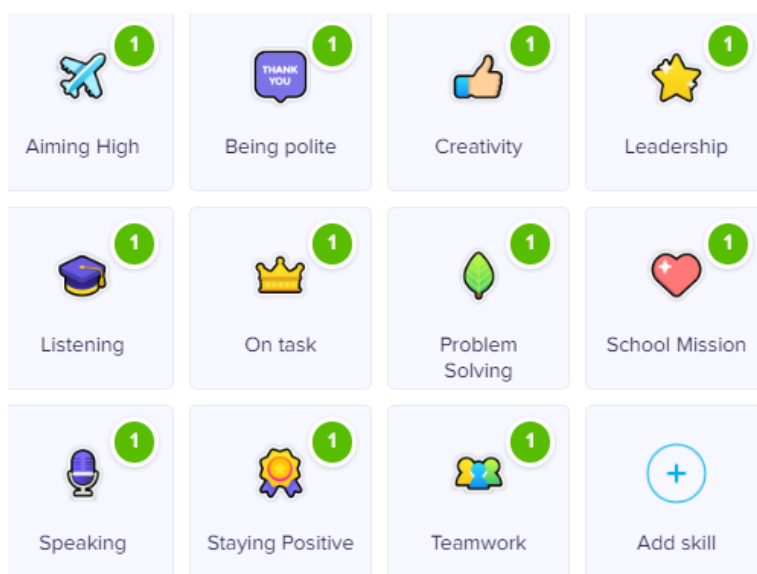 1
1
1
1
THANK
YOU
Aiming High
Being polite
Creativity
Leadership
1
1
1
1
Listening
On task
Problem
Solving
School Mission
1
1
1
Speaking
Staying Positive
Teamwork
Add skill